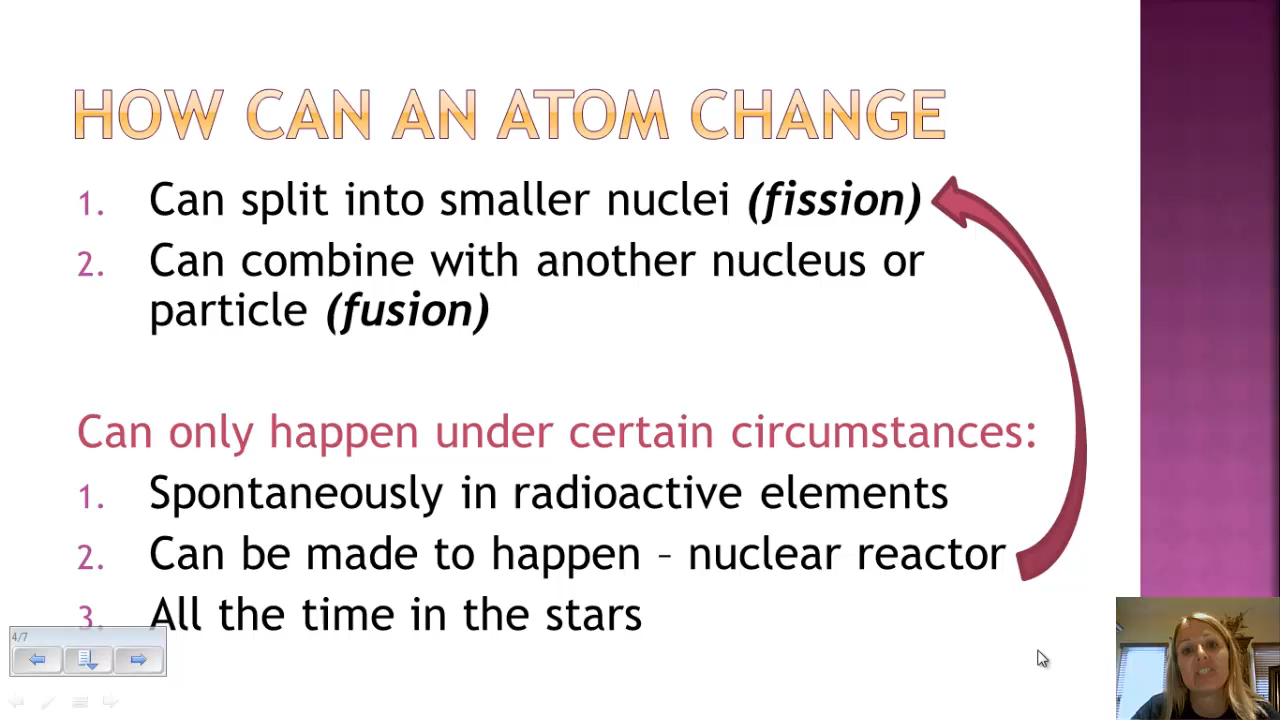 HOW CAN AN ATOM CHANGE
1. Can split into smaller nuclei (fission)
2. Can combine with another nucleus or
particle (fusion)
Can only happen under certain circumstances:
1. Spontaneously in radioactive elements
2. Can be made to happen – nuclear reactor
3. All the time in the stars
4/7